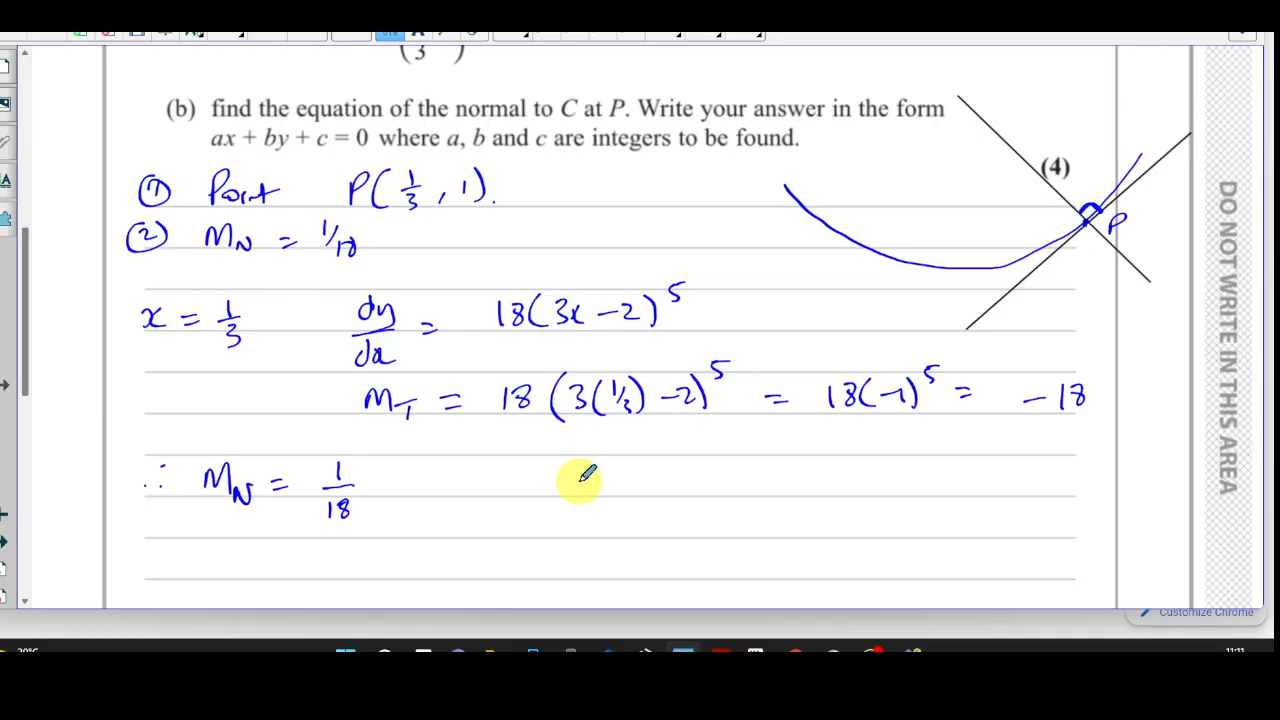 (3 )
(b) find the equation of the normal to C at P. Write your answer in the form
ax + by + c = 0 where a, b and c are integers to be found.
(4)
① Point P(1/3, 1).
② M_N = 1/18
P
x = 1/3 dy/dx = 18(3x - 2)^5
M_T = 18(3(1/3) - 2)^5 = 18(-1)^5 = -18
∴ M_N = 1/18
DO NOT WRITE IN THIS AREA
Customize Chrome